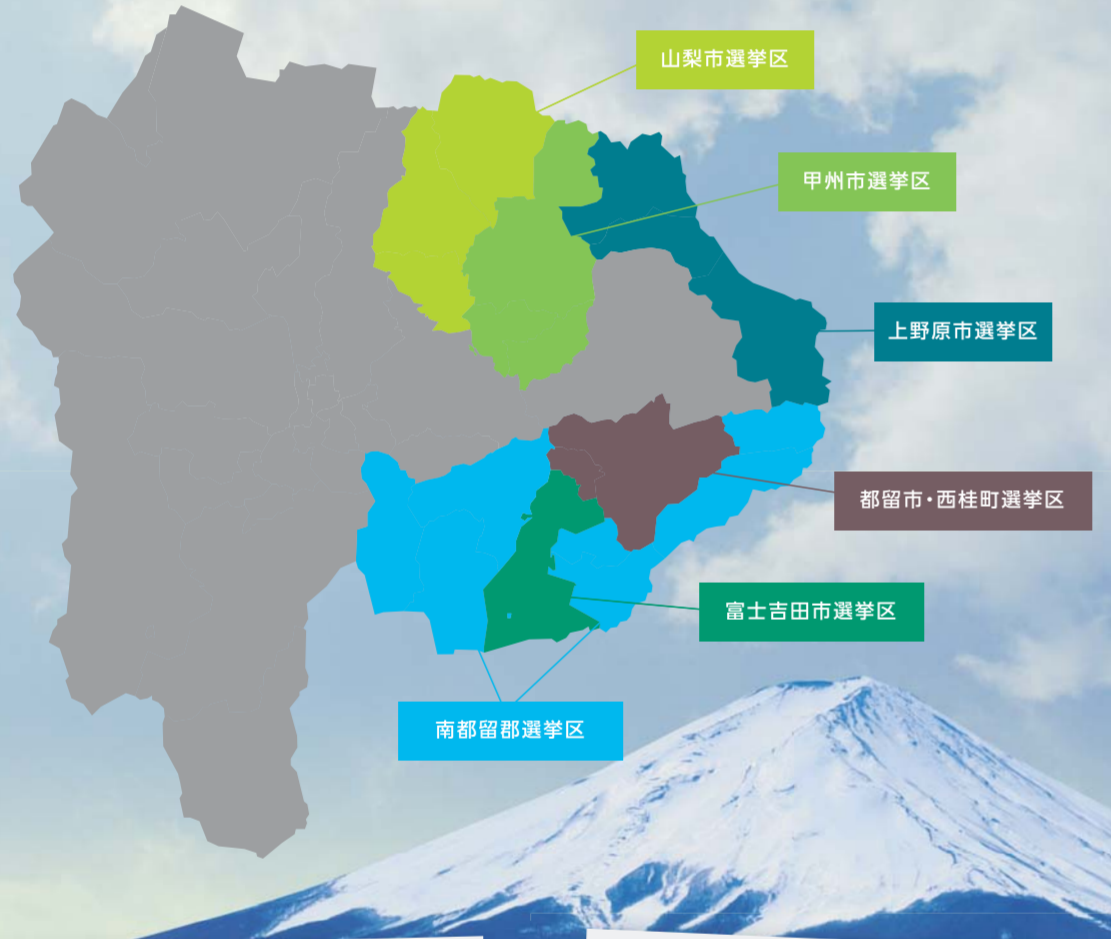 山梨市選挙区
甲州市選挙区
上野原市選挙区
都留市・西桂町選挙区
富士吉田市選挙区
南都留郡選挙区